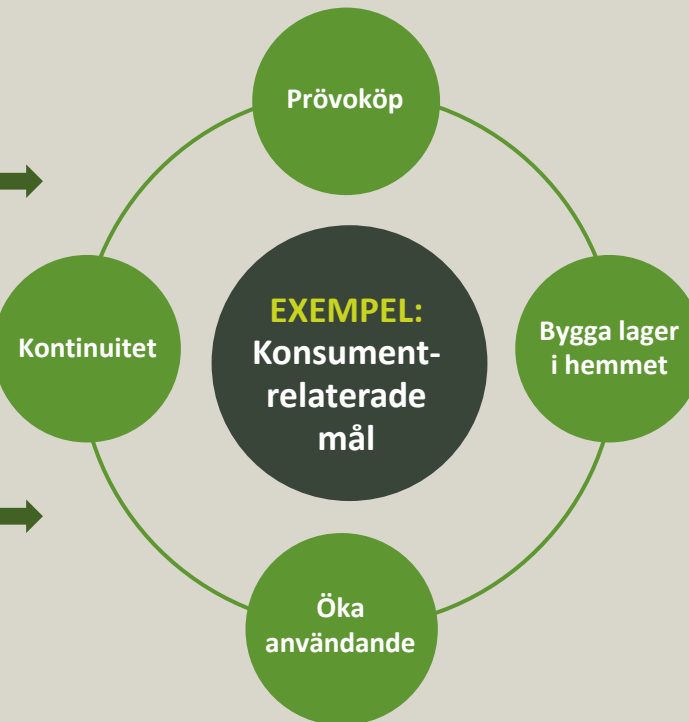 Prövoköp
EXEMPEL:
Konsument-
relaterade
mål
Kontinuitet
Bygga lager
i hemmet
Öka
användande